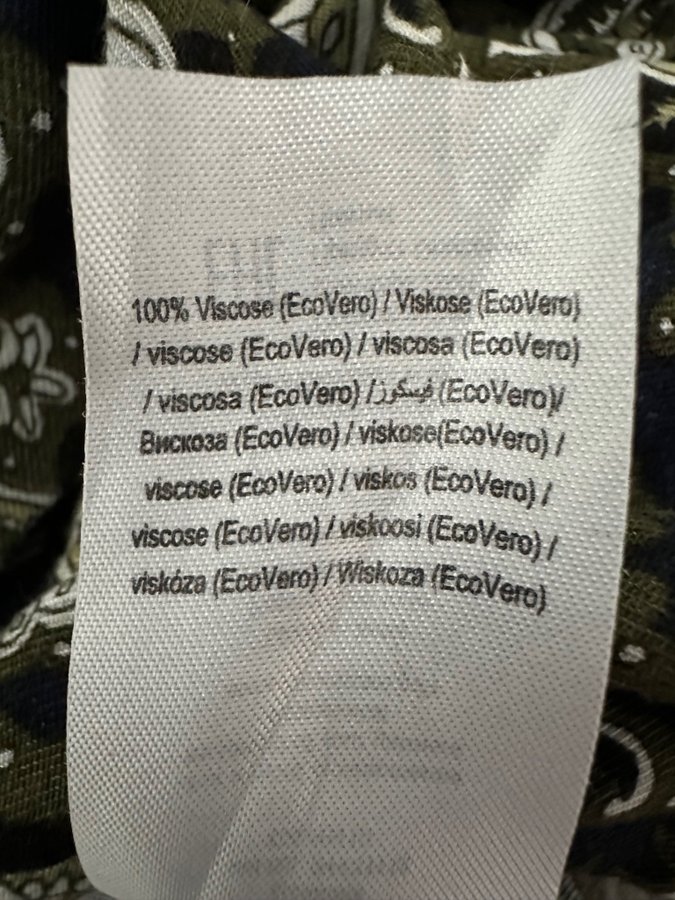 100% Viscose (EcoVero) / Viskose (EcoVero)
/ viscose (EcoVero) / viscosa (EcoVero)
/ viscosa (EcoVero) /فيسكوز (EcoVero)/
Вискоза (EcoVero) / viskose(EcoVero) /
viscose (EcoVero) / viskos (EcoVero) /
viscose (EcoVero) / viskoosi (EcoVero) /
viskóza (EcoVero) / Wiskoza (EcoVero)